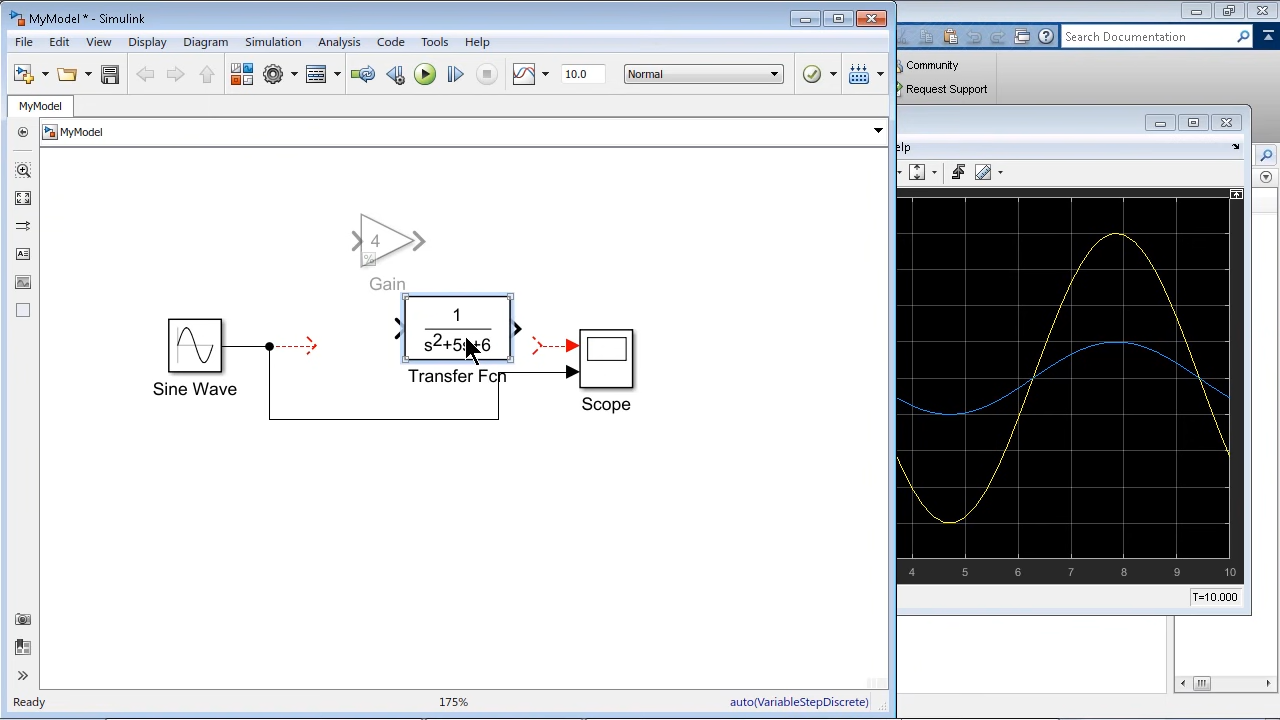 MyModel * - Simulink
File Edit View Display Diagram Simulation Analysis Code Tools Help
10.0 Normal
MyModel
MyModel
4
%
Gain
1
s2+5s+6
Transfer Fcn
Sine Wave
Scope
Ready 175% auto(VariableStepDiscrete)
Search Documentation
Community
Request Support
elp
4 5 6 7 8 9 10
T=10.000